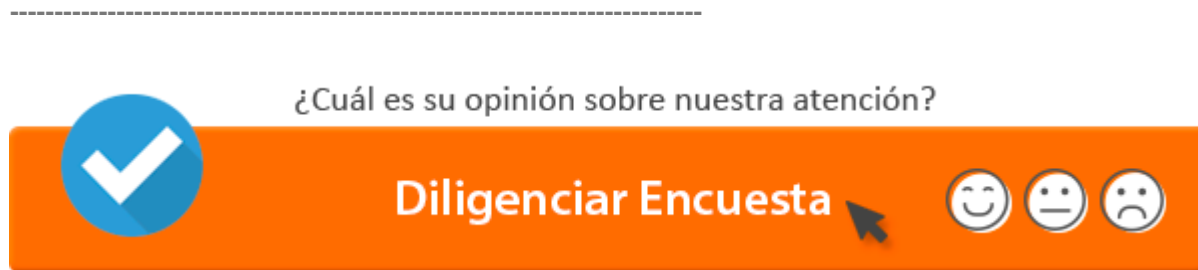 ------------------------------------------------------------------------------
¿Cuál es su opinión sobre nuestra atención?
Diligenciar Encuesta